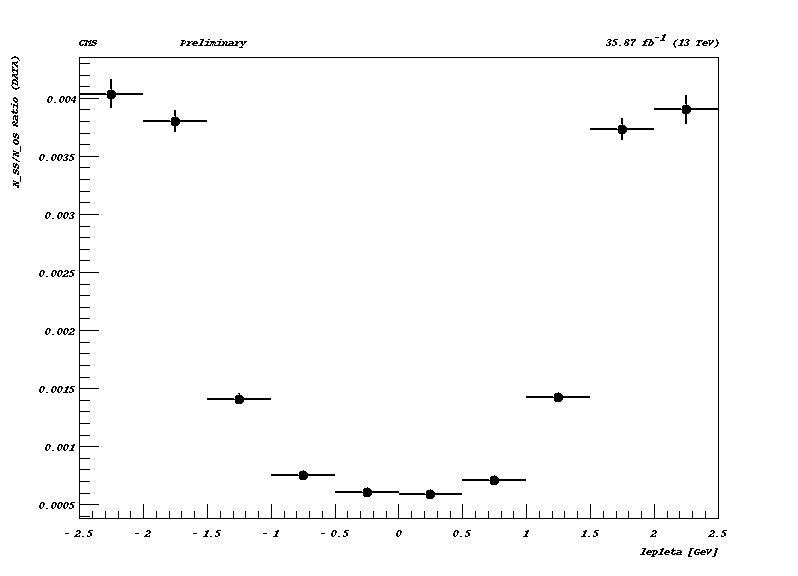 CMS Preliminary 35.87 fb-1 (13 TeV)
N_SS/N_OS Ratio (DATA)
0.004
0.0035
0.003
0.0025
0.002
0.0015
0.001
0.0005
-2.5 -2 -1.5 -1 -0.5 0 0.5 1 1.5 2 2.5
lepleta [GeV]